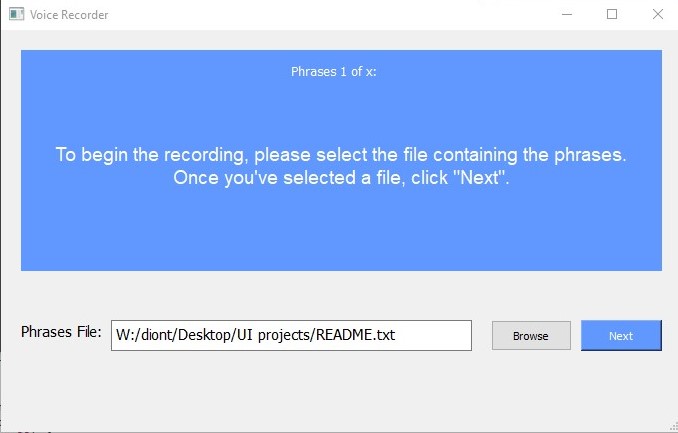 Voice Recorder
Phrases 1 of x:
To begin the recording, please select the file containing the phrases.
Once you've selected a file, click "Next".
Phrases File: W:/diont/Desktop/UI projects/README.txt Browse Next